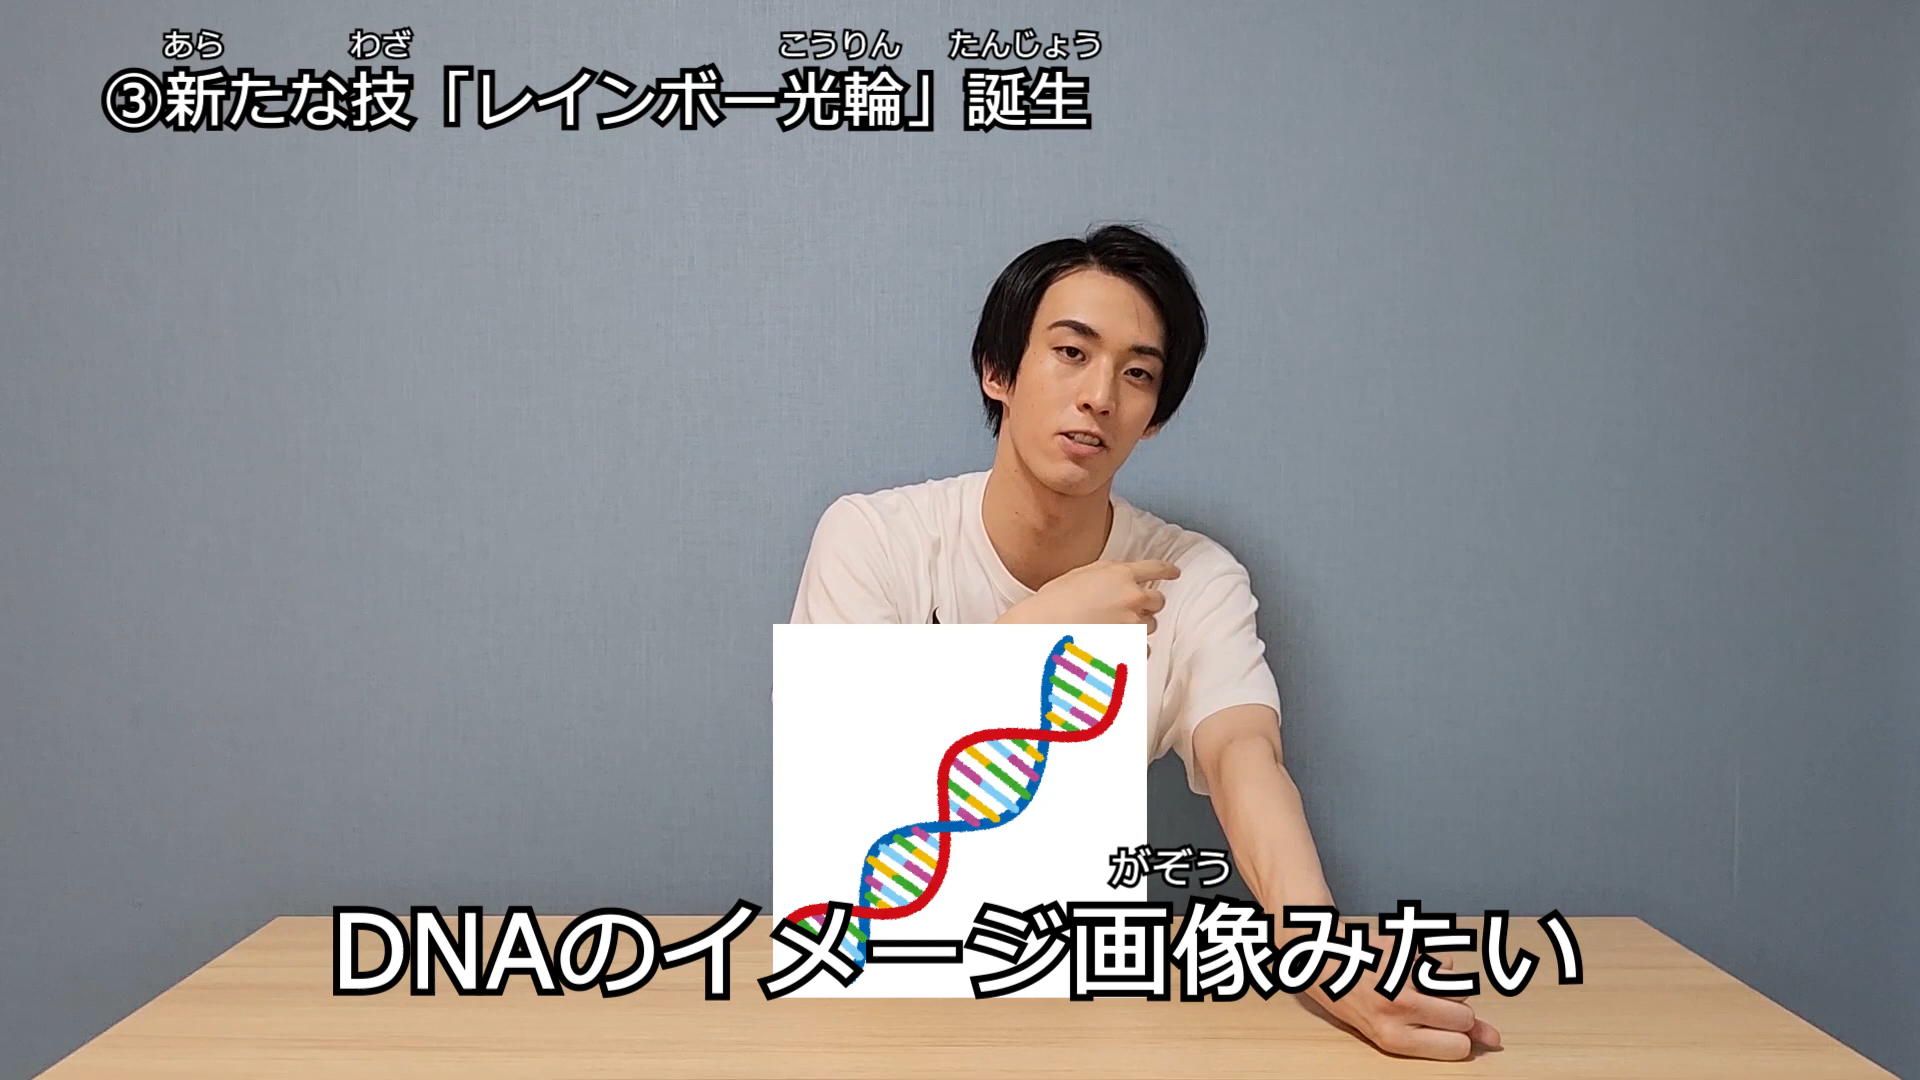 あら わざ こうりん たんじょう
③新たな技「レインボー光輪」誕生
がぞう
DNAのイメージ画像みたい